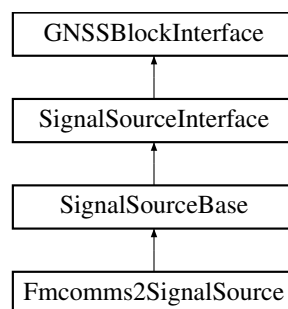 GNSSBlockInterface
SignalSourceInterface
SignalSourceBase
Fmcomms2SignalSource